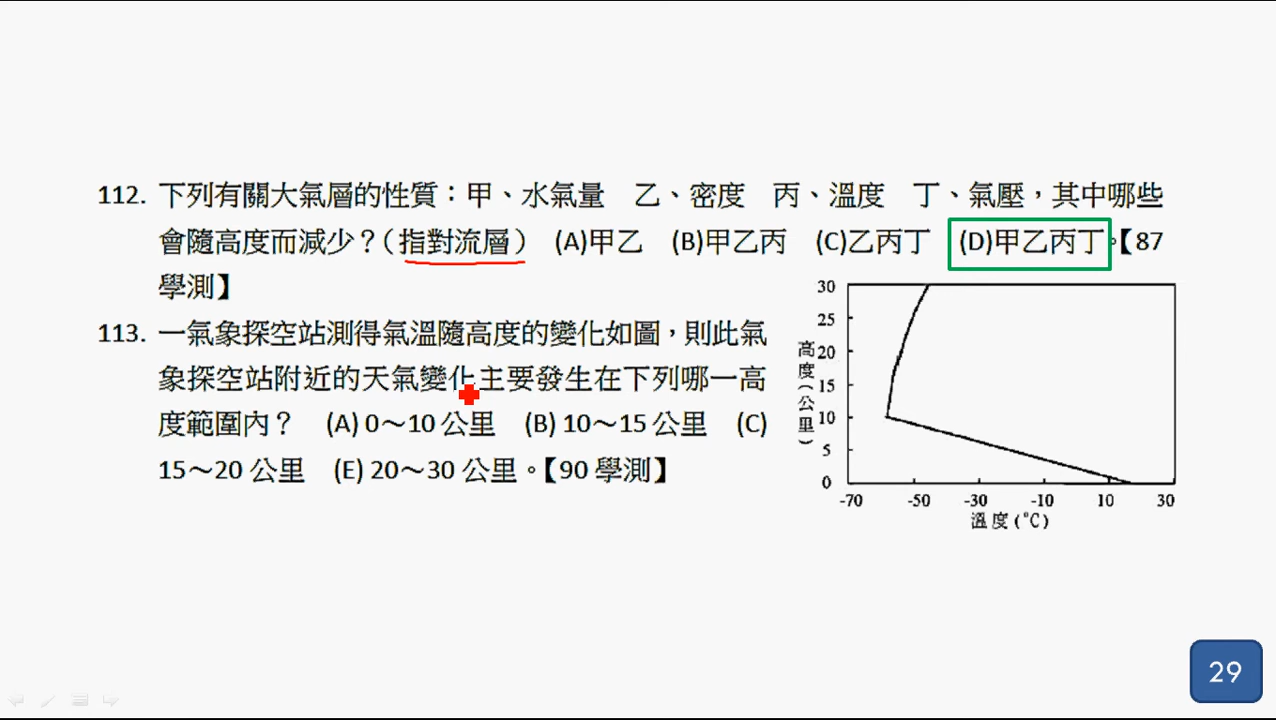 112. 下列有關大氣層的性質：甲、水氣量 乙、密度 丙、溫度 丁、氣壓，其中哪些
會隨高度而減少？（指對流層） (A)甲乙 (B)甲乙丙 (C)乙丙丁 (D)甲乙丙丁。【87
學測】
113. 一氣象探空站測得氣溫隨高度的變化如圖，則此氣
象探空站附近的天氣變化主要發生在下列哪一高
度範圍內？ (A) 0～10 公里 (B) 10～15 公里 (C)
15～20 公里 (E) 20～30 公里。【90 學測】
高度(公里)
30
25
20
15
10
5
0
-70 -50 -30 -10 10 30
溫度(℃)
29